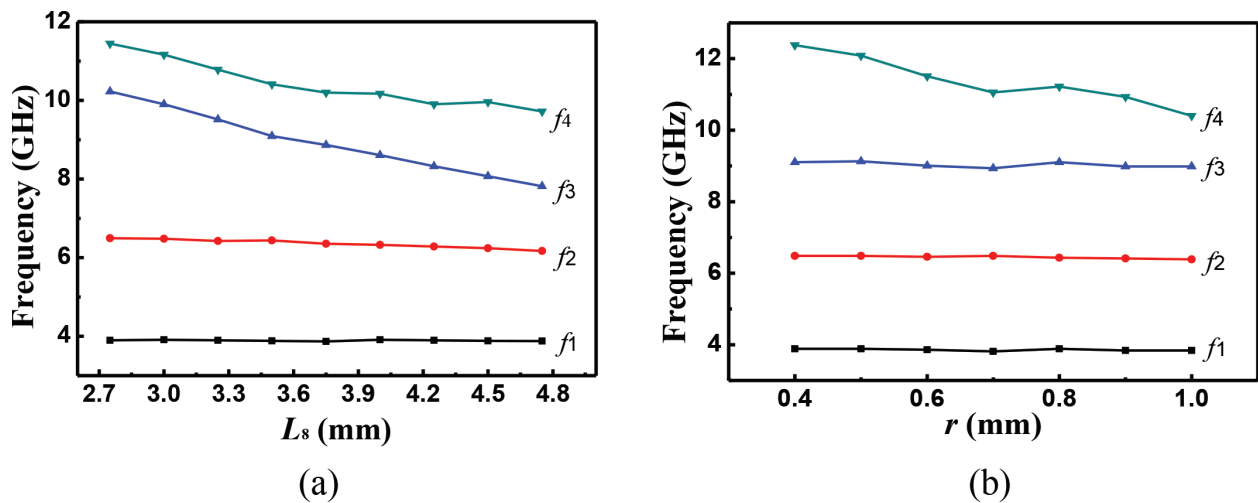 12
10
8
6
4
Frequency (GHz)
f4
f3
f2
f1
2.7 3.0 3.3 3.6 3.9 4.2 4.5 4.8
L₈ (mm)
(a)
12
10
8
6
4
Frequency (GHz)
f4
f3
f2
f1
0.4 0.6 0.8 1.0
r (mm)
(b)